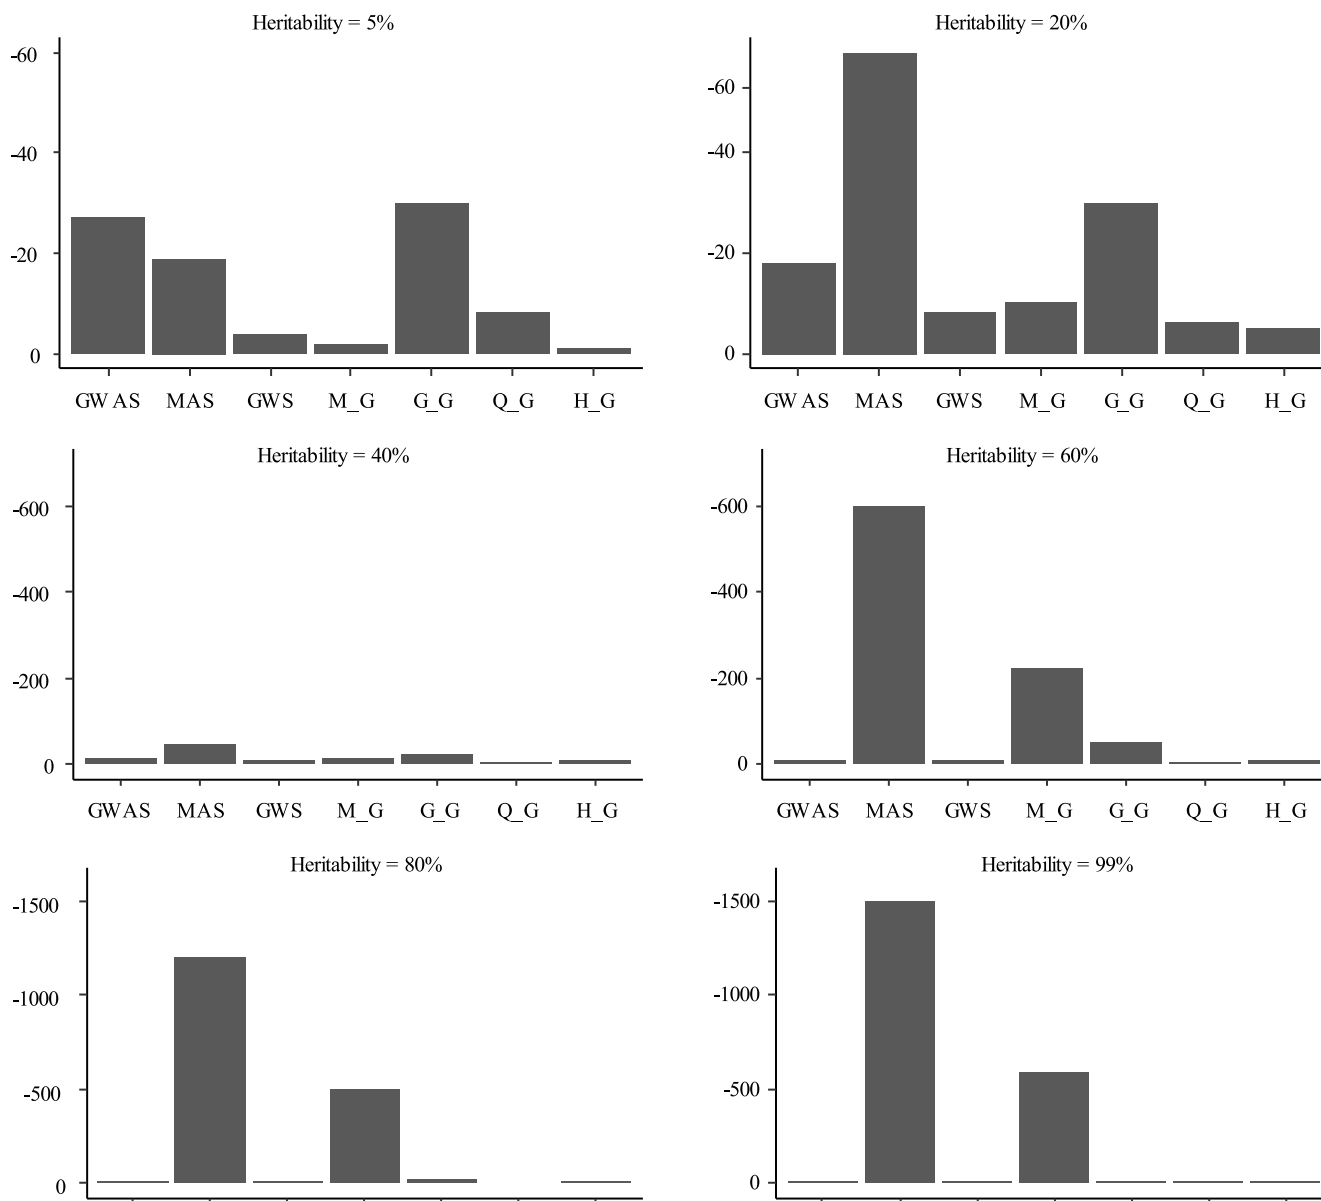 Heritability = 5%
-60
-40
-20
0
GWAS MAS GWS M_G G_G Q_G H_G
Heritability = 20%
-60
-40
-20
0
GWAS MAS GWS M_G G_G Q_G H_G
Heritability = 40%
-600
-400
-200
0
GWAS MAS GWS M_G G_G Q_G H_G
Heritability = 60%
-600
-400
-200
0
GWAS MAS GWS M_G G_G Q_G H_G
Heritability = 80%
-1500
-1000
-500
0
Heritability = 99%
-1500
-1000
-500
0